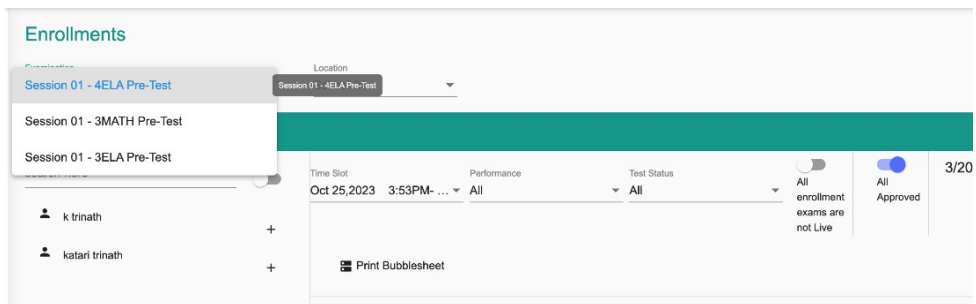 Enrollments
Examination
Location
Session 01 - 4ELA Pre-Test
Session 01 - 4ELA Pre-Test
Session 01 - 3MATH Pre-Test
Session 01 - 3ELA Pre-Test
Time Slot
Performance
Test Status
Oct 25,2023 3:53PM- ...
All
All
All
enrollment
exams are
not Live
All
Approved
3/20
k trinath
+
katari trinath
+
Print Bubblesheet